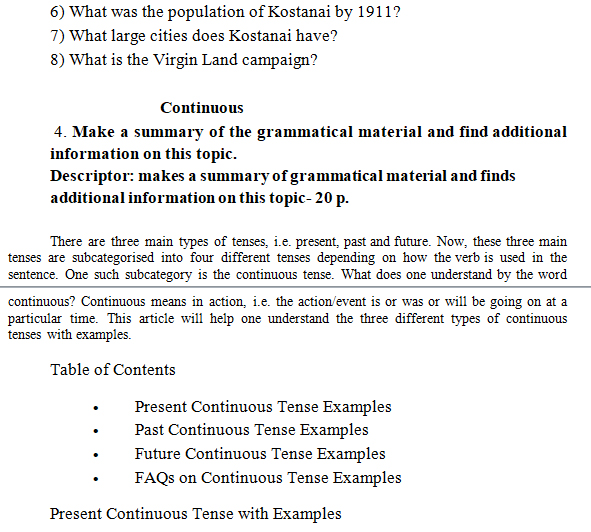 6) What was the population of Kostanai by 1911?
7) What large cities does Kostanai have?
8) What is the Virgin Land campaign?
Continuous
4. Make a summary of the grammatical material and find additional
information on this topic.
Descriptor: makes a summary of grammatical material and finds
additional information on this topic- 20 p.
There are three main types of tenses, i.e. present, past and future. Now, these three main
tenses are subcategorised into four different tenses depending on how the verb is used in the
sentence. One such subcategory is the continuous tense. What does one understand by the word
continuous? Continuous means in action, i.e. the action/event is or was or will be going on at a
particular time. This article will help one understand the three different types of continuous
tenses with examples.
Table of Contents
• Present Continuous Tense Examples
• Past Continuous Tense Examples
• Future Continuous Tense Examples
• FAQs on Continuous Tense Examples
Present Continuous Tense with Examples